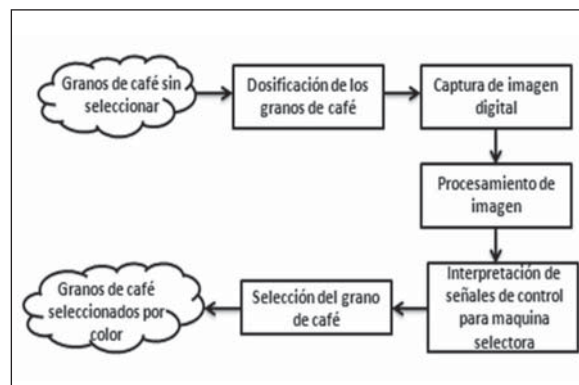 Granos de café sin
seleccionar
Dosificación de los
granos de café
Captura de imagen
digital
Procesamiento de
imagen
Interpretación de
señales de control
para maquina
selectora
Selección del grano
de café
Granos de café
seleccionados por
color